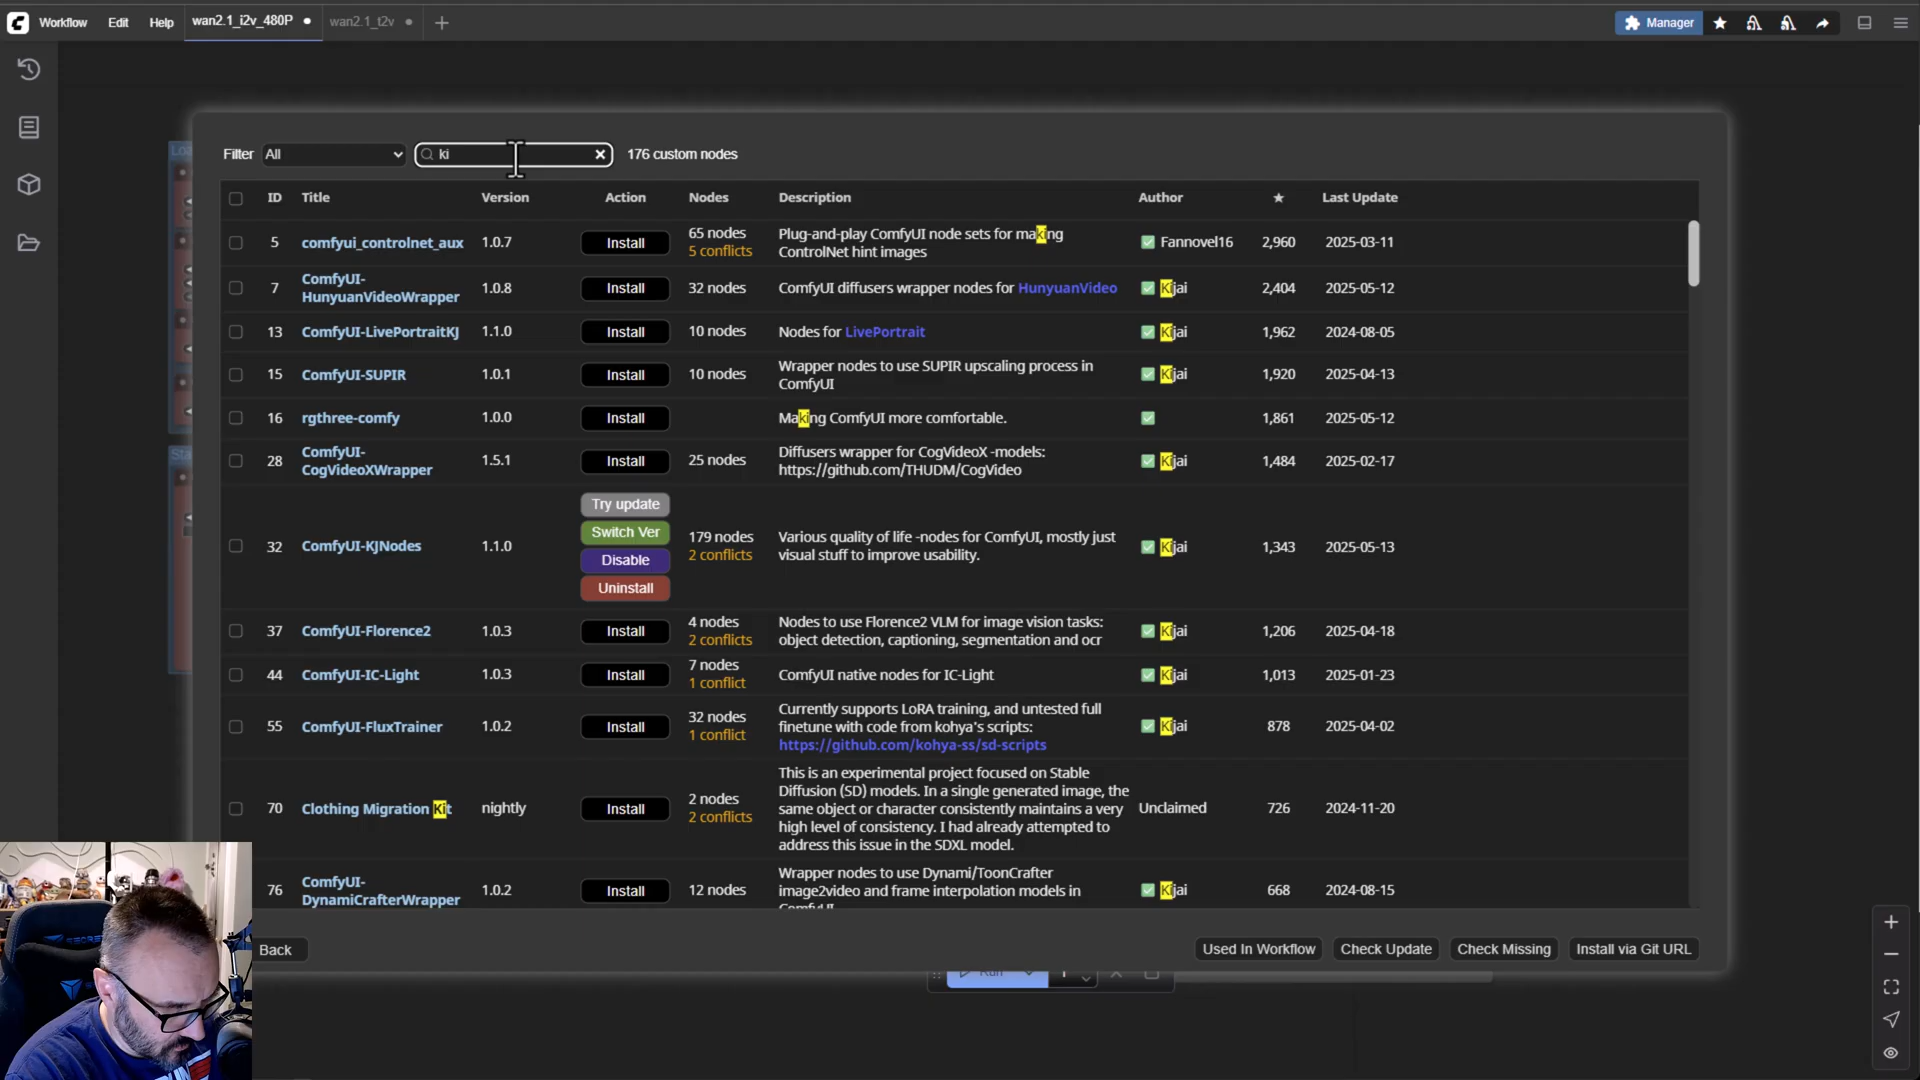 Workflow Edit Help wan2.1_i2v_480P wan2.1_t2v Manager
Filter All ki 176 custom nodes
ID Title Version Action Nodes Description Author ★ Last Update
5 comfyui_controlnet_aux 1.0.7 Install 65 nodes 5 conflicts Plug-and-play ComfyUI node sets for making ControlNet hint images Fannovel16 2,960 2025-03-11
7 ComfyUI-HunyuanVideoWrapper 1.0.8 Install 32 nodes ComfyUI diffusers wrapper nodes for HunyuanVideo Kijai 2,404 2025-05-12
13 ComfyUI-LivePortraitKJ 1.1.0 Install 10 nodes Nodes for LivePortrait Kijai 1,962 2024-08-05
15 ComfyUI-SUPIR 1.0.1 Install 10 nodes Wrapper nodes to use SUPIR upscaling process in ComfyUI Kijai 1,920 2025-04-13
16 rgthree-comfy 1.0.0 Install Making ComfyUI more comfortable. 1,861 2025-05-12
28 ComfyUI-CogVideoXWrapper 1.5.1 Install 25 nodes Diffusers wrapper for CogVideoX -models: https://github.com/THUDM/CogVideo Kijai 1,484 2025-02-17
32 ComfyUI-KJNodes 1.1.0 Try update Switch Ver Disable Uninstall 179 nodes 2 conflicts Various quality of life -nodes for ComfyUI, mostly just visual stuff to improve usability. Kijai 1,343 2025-05-13
37 ComfyUI-Florence2 1.0.3 Install 4 nodes 2 conflicts Nodes to use Florence2 VLM for image vision tasks: object detection, captioning, segmentation and ocr Kijai 1,206 2025-04-18
44 ComfyUI-IC-Light 1.0.3 Install 7 nodes 1 conflict ComfyUI native nodes for IC-Light Kijai 1,013 2025-01-23
55 ComfyUI-FluxTrainer 1.0.2 Install 32 nodes 1 conflict Currently supports LoRA training, and untested full finetune with code from kohya's scripts: https://github.com/kohya-ss/sd-scripts Kijai 878 2025-04-02
70 Clothing Migration Kit nightly Install 2 nodes 2 conflicts This is an experimental project focused on Stable Diffusion (SD) models. In a single generated image, the same object or character consistently maintains a very high level of consistency. I had already attempted to address this issue in the SDXL model. Unclaimed 726 2024-11-20
76 ComfyUI-DynamiCrafterWrapper 1.0.2 Install 12 nodes Wrapper nodes to use Dynami/ToonCrafter image2video and frame interpolation models in ComfyUI Kijai 668 2024-08-15
Back Used In Workflow Check Update Check Missing Install via Git URL
Run 1